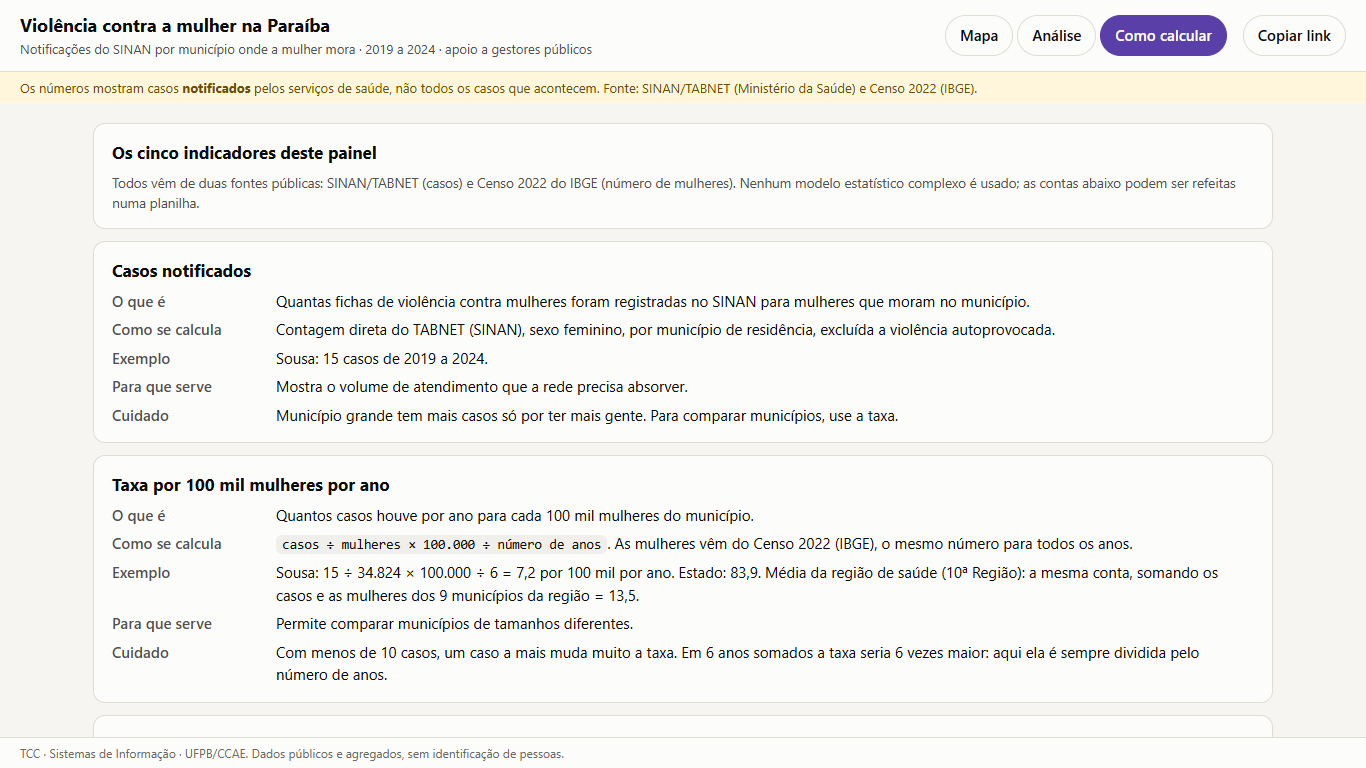 Violência contra a mulher na Paraíba
Notificações do SINAN por município onde a mulher mora · 2019 a 2024 · apoio a gestores públicos
Mapa
Análise
Como calcular
Copiar link
Os números mostram casos notificados pelos serviços de saúde, não todos os casos que acontecem. Fonte: SINAN/TABNET (Ministério da Saúde) e Censo 2022 (IBGE).
Os cinco indicadores deste painel
Todos vêm de duas fontes públicas: SINAN/TABNET (casos) e Censo 2022 do IBGE (número de mulheres). Nenhum modelo estatístico complexo é usado; as contas abaixo podem ser refeitas
numa planilha.
Casos notificados
O que é Quantas fichas de violência contra mulheres foram registradas no SINAN para mulheres que moram no município.
Como se calcula Contagem direta do TABNET (SINAN), sexo feminino, por município de residência, excluída a violência autoprovocada.
Exemplo Sousa: 15 casos de 2019 a 2024.
Para que serve Mostra o volume de atendimento que a rede precisa absorver.
Cuidado Município grande tem mais casos só por ter mais gente. Para comparar municípios, use a taxa.
Taxa por 100 mil mulheres por ano
O que é Quantos casos houve por ano para cada 100 mil mulheres do município.
Como se calcula casos ÷ mulheres × 100.000 ÷ número de anos. As mulheres vêm do Censo 2022 (IBGE), o mesmo número para todos os anos.
Exemplo Sousa: 15 ÷ 34.824 × 100.000 ÷ 6 = 7,2 por 100 mil por ano. Estado: 83,9. Média da região de saúde (10ª Região): a mesma conta, somando os
casos e as mulheres dos 9 municípios da região = 13,5.
Para que serve Permite comparar municípios de tamanhos diferentes.
Cuidado Com menos de 10 casos, um caso a mais muda muito a taxa. Em 6 anos somados a taxa seria 6 vezes maior: aqui ela é sempre dividida pelo
número de anos.
TCC · Sistemas de Informação · UFPB/CCAE. Dados públicos e agregados, sem identificação de pessoas.